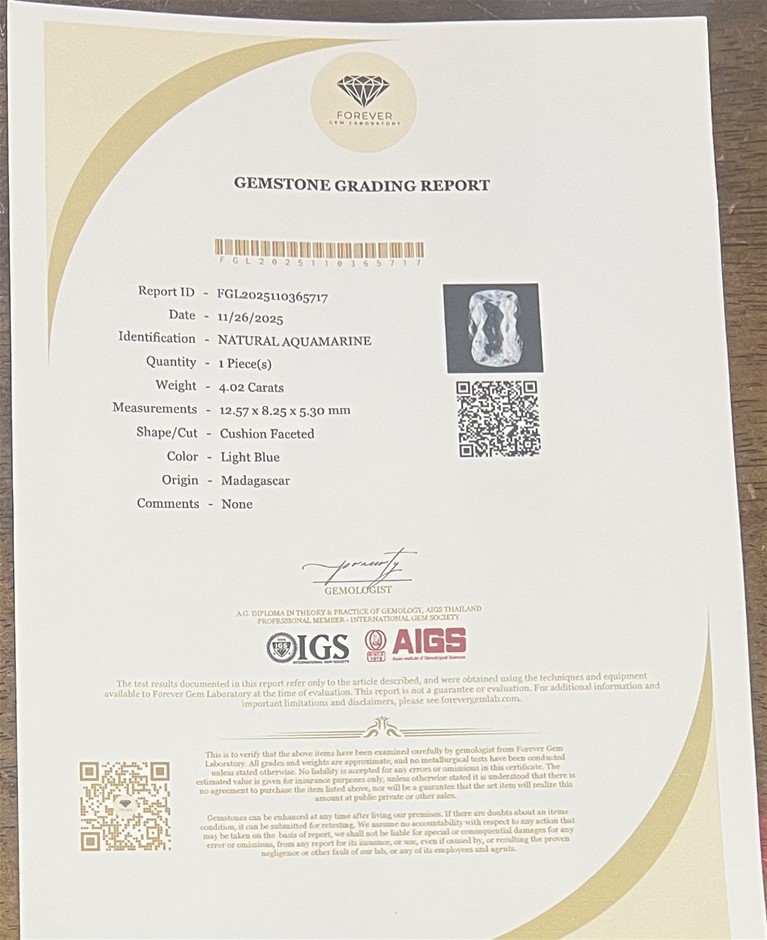 FOREVER
GEM LABORATORY
GEMSTONE GRADING REPORT
FGL2025110365717
Report ID - FGL2025110365717
Date - 11/26/2025
Identification - NATURAL AQUAMARINE
Quantity - 1 Piece(s)
Weight - 4.02 Carats
Measurements - 12.57 x 8.25 x 5.30 mm
Shape/Cut - Cushion Faceted
Color - Light Blue
Origin - Madagascar
Comments - None
GEMOLOGIST
A.G. DIPLOMA IN THEORY & PRACTICE OF GEMOLOGY, AIGS THAILAND
PROFESSIONAL MEMBER - INTERNATIONAL GEM SOCIETY
IGS IGS
INTERNATIONAL GEM SOCIETY
SINCE 1978 AIGS
Asian Institute of Gemological Sciences
The test results documented in this report refer only to the article described, and were obtained using the techniques and equipment
available to Forever Gem Laboratory at the time of evaluation. This report is not a guarantee or evaluation. For additional information and
important limitations and disclaimers, please see forevergemlab.com.
This is to verify that the above items have been examined carefully by gemologist from Forever Gem
Laboratory. All grades and weights are approximate, and no metallurgical tests have been conducted
unless stated otherwise. No liability is accepted for any errors or omissions in this certificate. The
estimated value is given for insurance purposes only, unless otherwise stated it is understood that there is
no agreement to purchase the item listed above, nor will be a guarantee that the set item will realize this
amount at public private or other sales.
Gemstones can be enhanced at any time after living our premises. If there are doubts about an items
condition, it can be submitted for retesting. We assume no accountability with respect to any action that
may be taken on the basis of report, we shall not be liable for special or consequential damages for any
error or omissions, from any report for its issuance, or use, even if caused by, or resulting the proven
negligence or other fault of our lab, or any of its employees and agents.